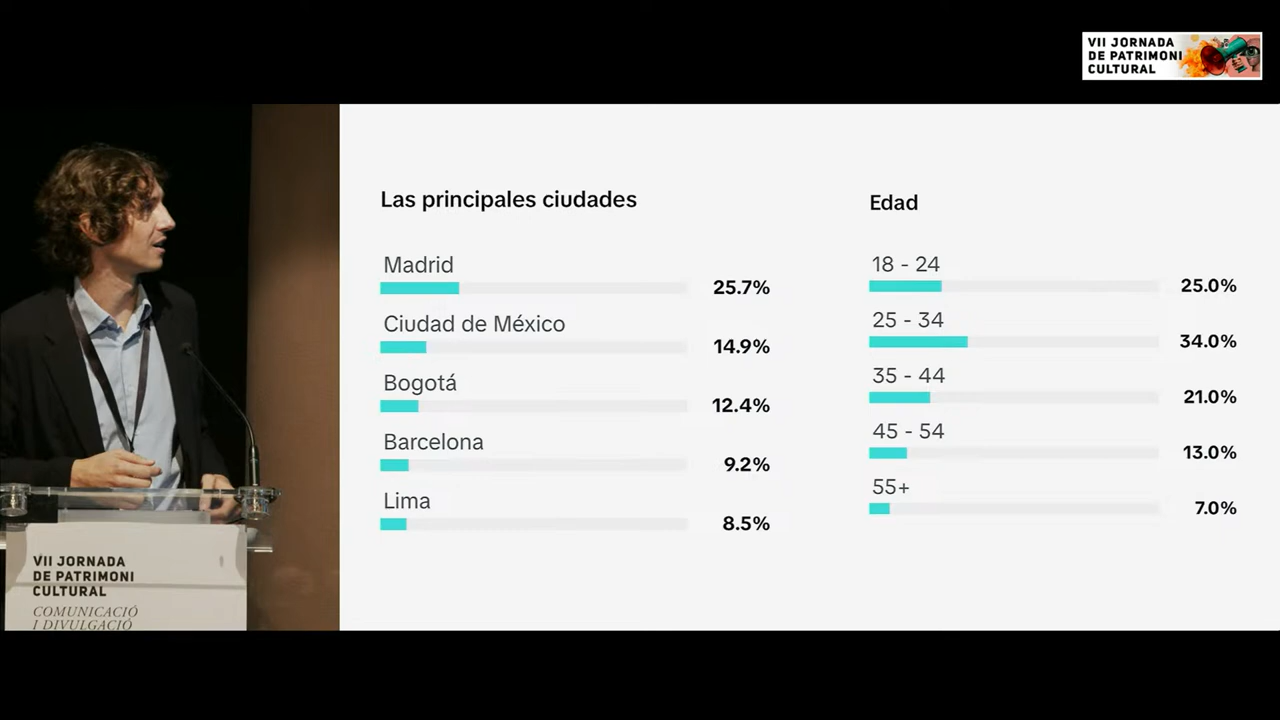 VII JORNADA
DE PATRIMONI
CULTURAL
Las principales ciudades
Madrid
25.7%
Ciudad de México
14.9%
Bogotá
12.4%
Barcelona
9.2%
Lima
8.5%
Edad
18 - 24
25.0%
25 - 34
34.0%
35 - 44
21.0%
45 - 54
13.0%
55+
7.0%
VII JORNADA
DE PATRIMONI
CULTURAL
COMUNICACIÓ
I DIVULGACIÓ